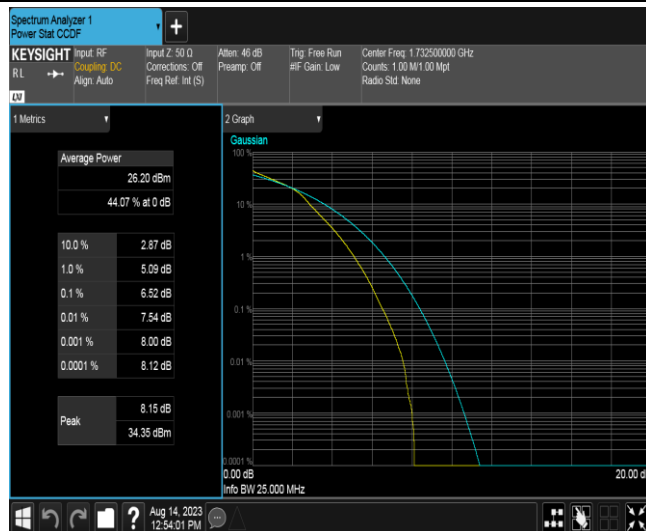 Spectrum Analyzer 1
Power Stat CCDF
+
KEYSIGHT
RL
Input: RF
Coupling: DC
Align: Auto
Input Z: 50 Ω
Corrections: Off
Freq Ref: Int (S)
Atten: 46 dB
Preamp: Off
Trig: Free Run
#IF Gain: Low
Center Freq: 1.732500000 GHz
Counts: 1.00 M/1.00 Mpt
Radio Std: None
1 Metrics
Average Power
26.20 dBm
44.07 % at 0 dB
10.0 % 2.87 dB
1.0 % 5.09 dB
0.1 % 6.52 dB
0.01 % 7.54 dB
0.001 % 8.00 dB
0.0001 % 8.12 dB
Peak
8.15 dB
34.35 dBm
2 Graph
Gaussian
100 %
10 %
1 %
0.1 %
0.01 %
0.001 %
0.0001 %
0.00 dB
20.00 d
Info BW 25.000 MHz
?
Aug 14, 2023
12:54:01 PM